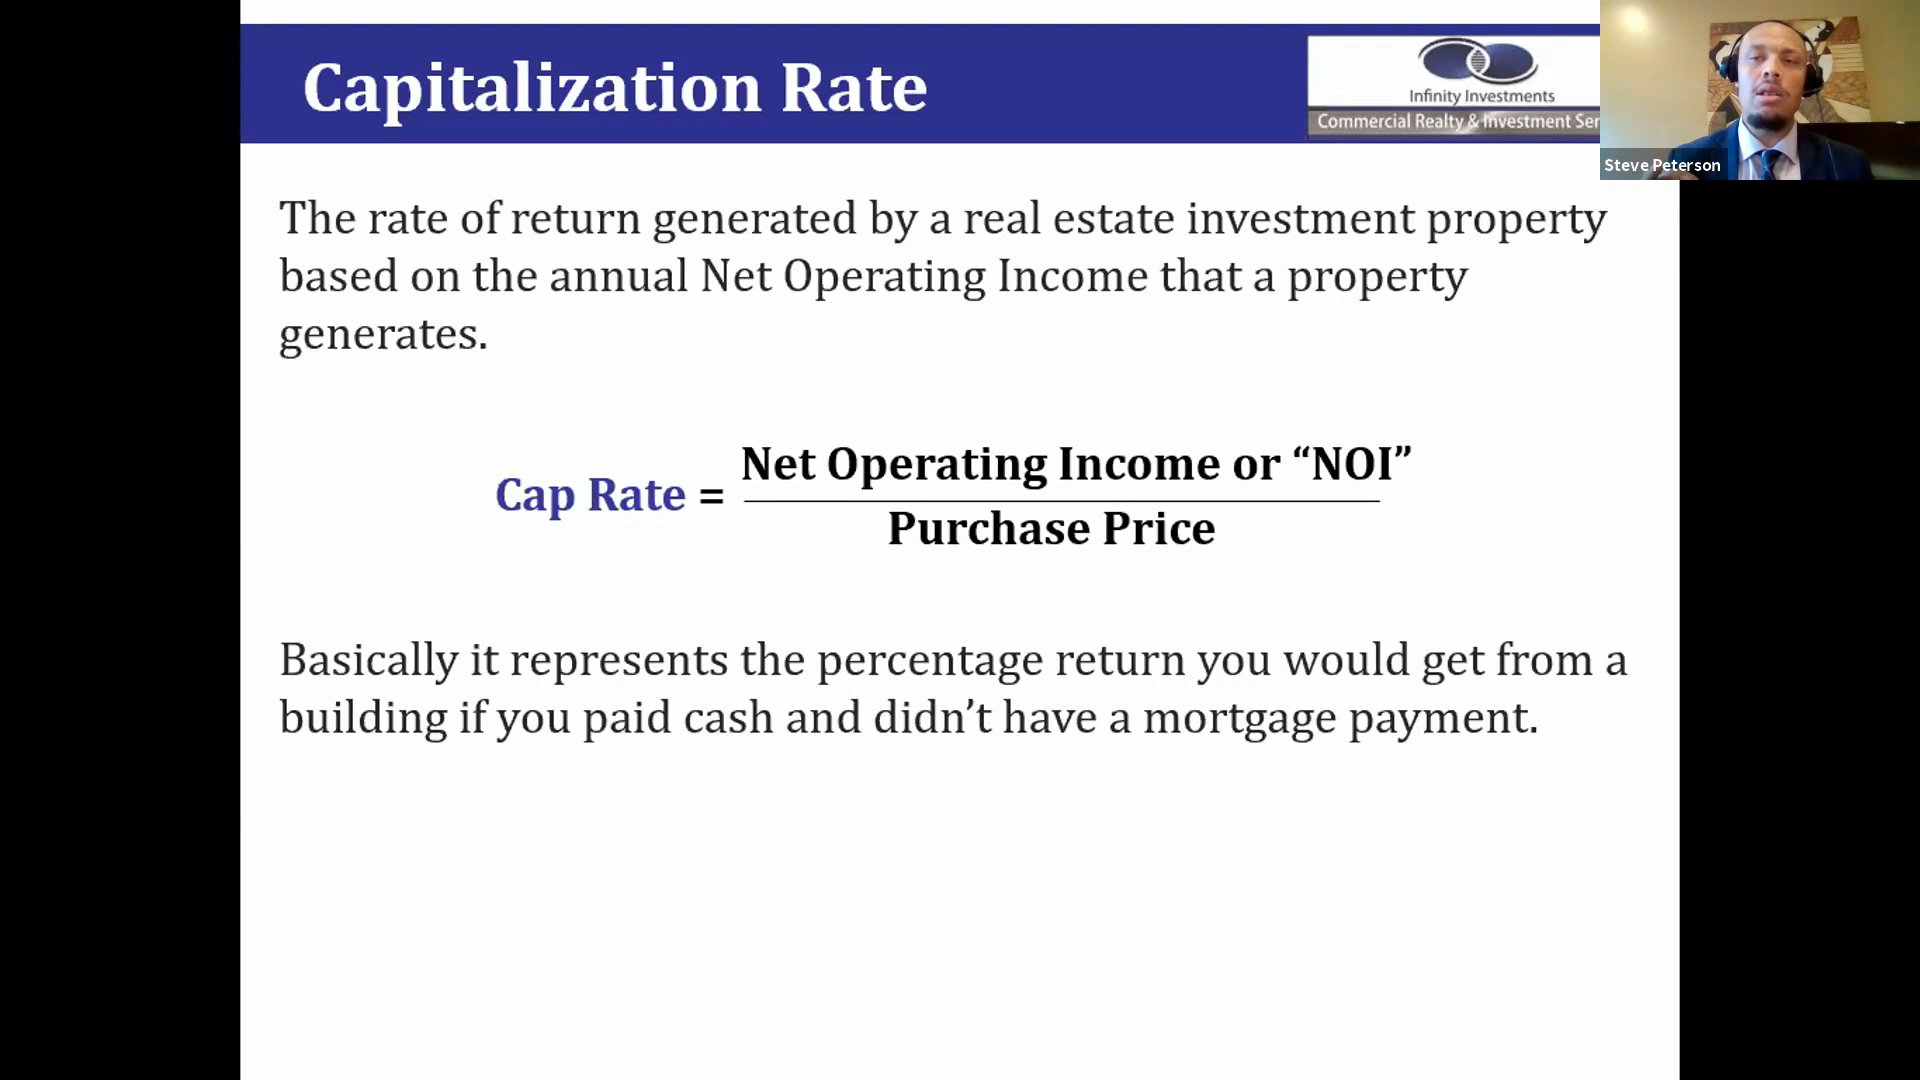 Capitalization Rate
Infinity Investments
Commercial Realty & Investment Ser
Steve Peterson
The rate of return generated by a real estate investment property
based on the annual Net Operating Income that a property
generates.
Net Operating Income or “NOI”
Cap Rate =
Purchase Price
Basically it represents the percentage return you would get from a
building if you paid cash and didn’t have a mortgage payment.